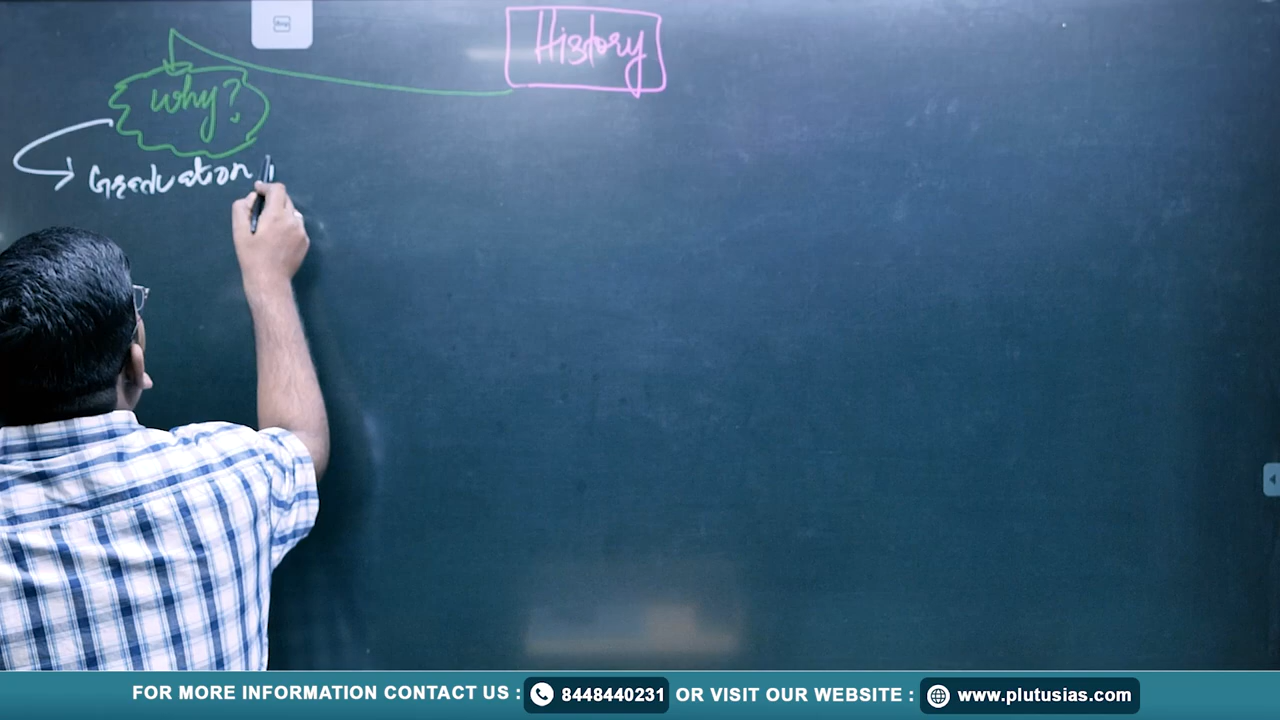 History
Why?
Graduation
FOR MORE INFORMATION CONTACT US : 8448440231 OR VISIT OUR WEBSITE : www.plutusias.com